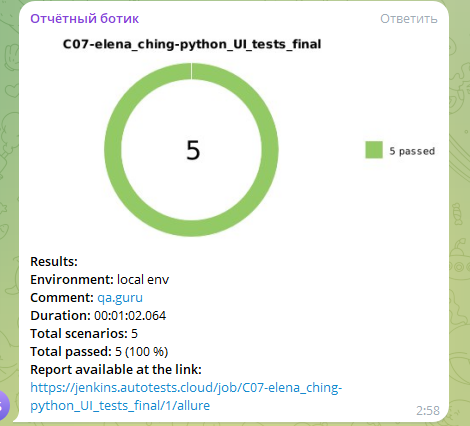 Отчётный ботик
Ответить
C07-elena_ching-python_UI_tests_final
5
5 passed
Results:
Environment: local env
Comment: qa.guru
Duration: 00:01:02.064
Total scenarios: 5
Total passed: 5 (100 %)
Report available at the link:
https://jenkins.autotests.cloud/job/C07-elena_ching-
python_UI_tests_final/1/allure
2:58